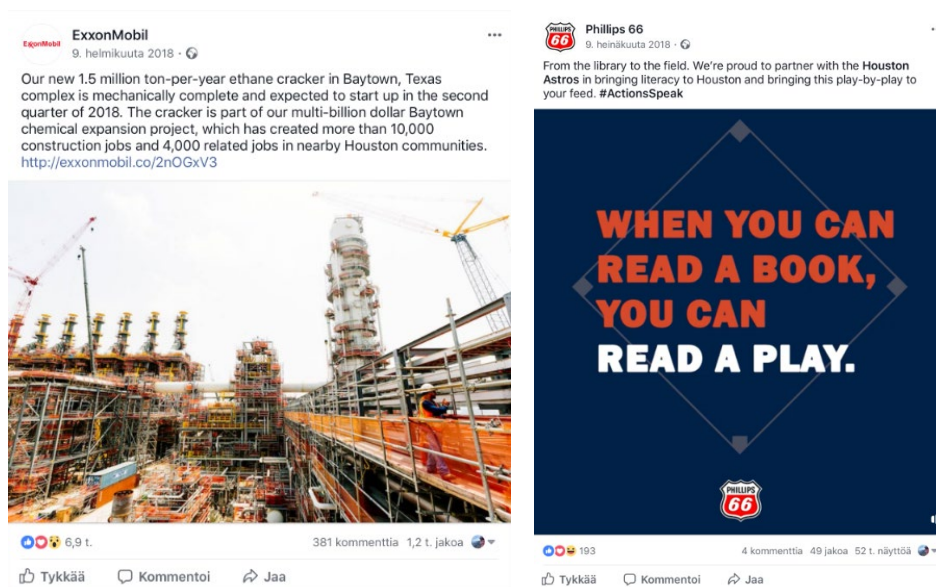 ExxonMobil
ExxonMobil
9. helmikuuta 2018 ·
Our new 1.5 million ton-per-year ethane cracker in Baytown, Texas
complex is mechanically complete and expected to start up in the second
quarter of 2018. The cracker is part of our multi-billion dollar Baytown
chemical expansion project, which has created more than 10,000
construction jobs and 4,000 related jobs in nearby Houston communities.
http://exxonmobil.co/2nOGxV3
6,9 t.
381 kommenttia 1,2 t. jakoa
Tykkää Kommentoi Jaa
PHILLIPS
66
Phillips 66
9. heinäkuuta 2018 ·
From the library to the field. We're proud to partner with the Houston
Astros in bringing literacy to Houston and bringing this play-by-play to
your feed. #ActionsSpeak
WHEN YOU CAN
READ A BOOK,
YOU CAN
READ A PLAY.
PHILLIPS
66
193
4 kommenttia 49 jakoa 52 t. näyttöä
Tykkää Kommentoi Jaa